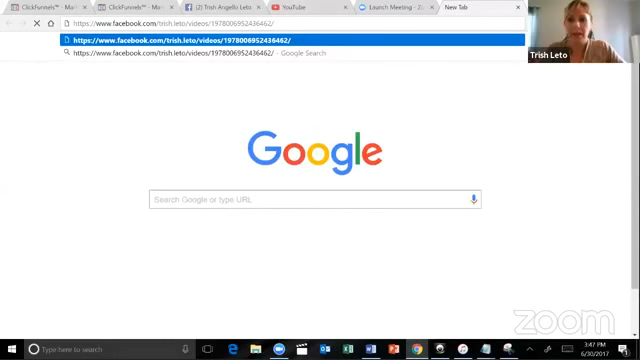 ClickFunnels™ - Ma
ClickFunnels™ - Ma
(2) Trish Angello Leto
YouTube
Launch Meeting - Zo
New Tab
https://www.facebook.com/trish.leto/videos/1978006952436462/
https://www.facebook.com/trish.leto/videos/1978006952436462/
https://www.facebook.com/trish.leto/videos/1978006952436462/ - Google Search
Trish Leto
Google
Search Google or type URL
zoom
Type here to search
3:47 PM
6/30/2017